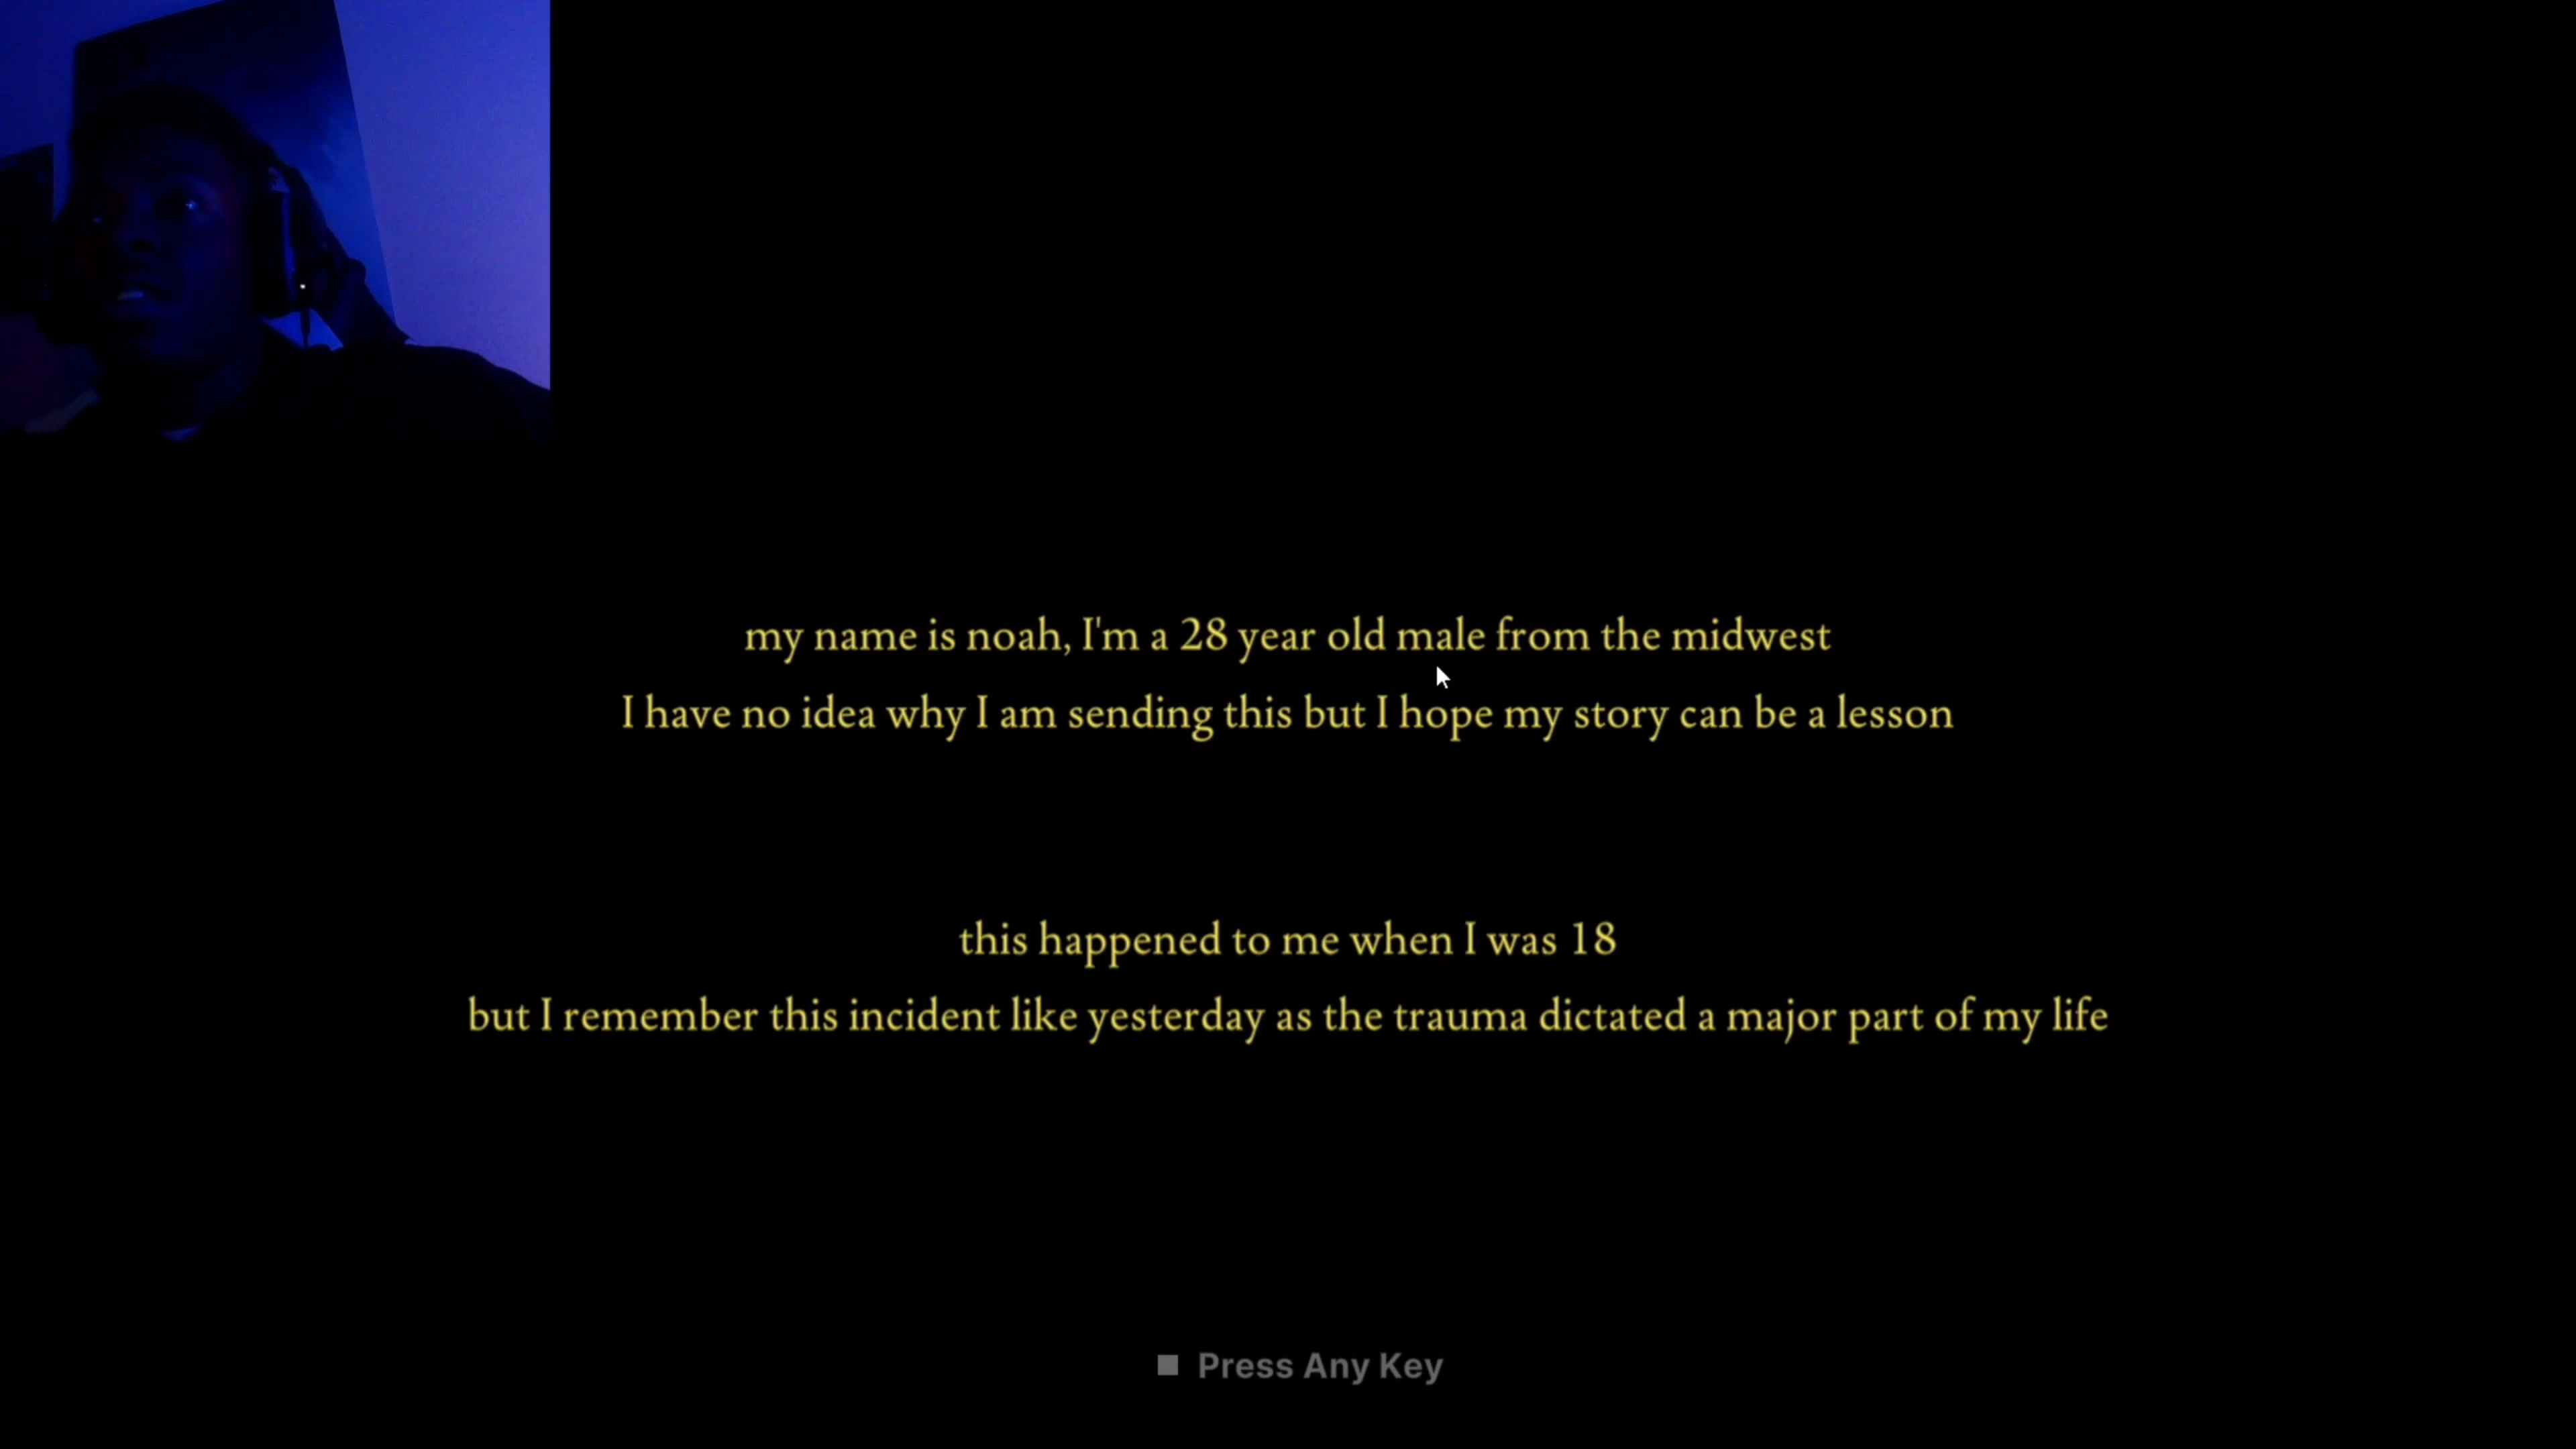 my name is noah, I'm a 28 year old male from the midwest
I have no idea why I am sending this but I hope my story can be a lesson
this happened to me when I was 18
but I remember this incident like yesterday as the trauma dictated a major part of my life
Press Any Key